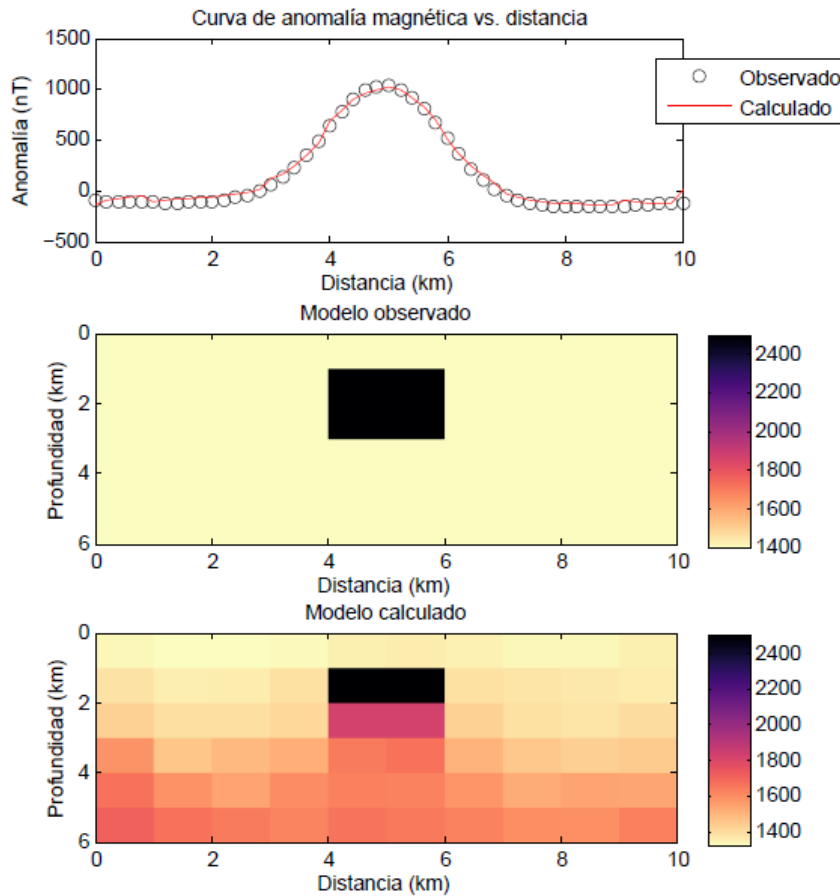 Curva de anomalía magnética vs. distancia
1500
1000
500
0
−500
Anomalía (nT)
Observado
Calculado
0 2 4 6 8 10
Distancia (km)
Modelo observado
0
2
4
6
Profundidad (km)
0 2 4 6 8 10
Distancia (km)
2400
2200
2000
1800
1600
1400
Modelo calculado
0
2
4
6
Profundidad (km)
0 2 4 6 8 10
Distancia (km)
2400
2200
2000
1800
1600
1400